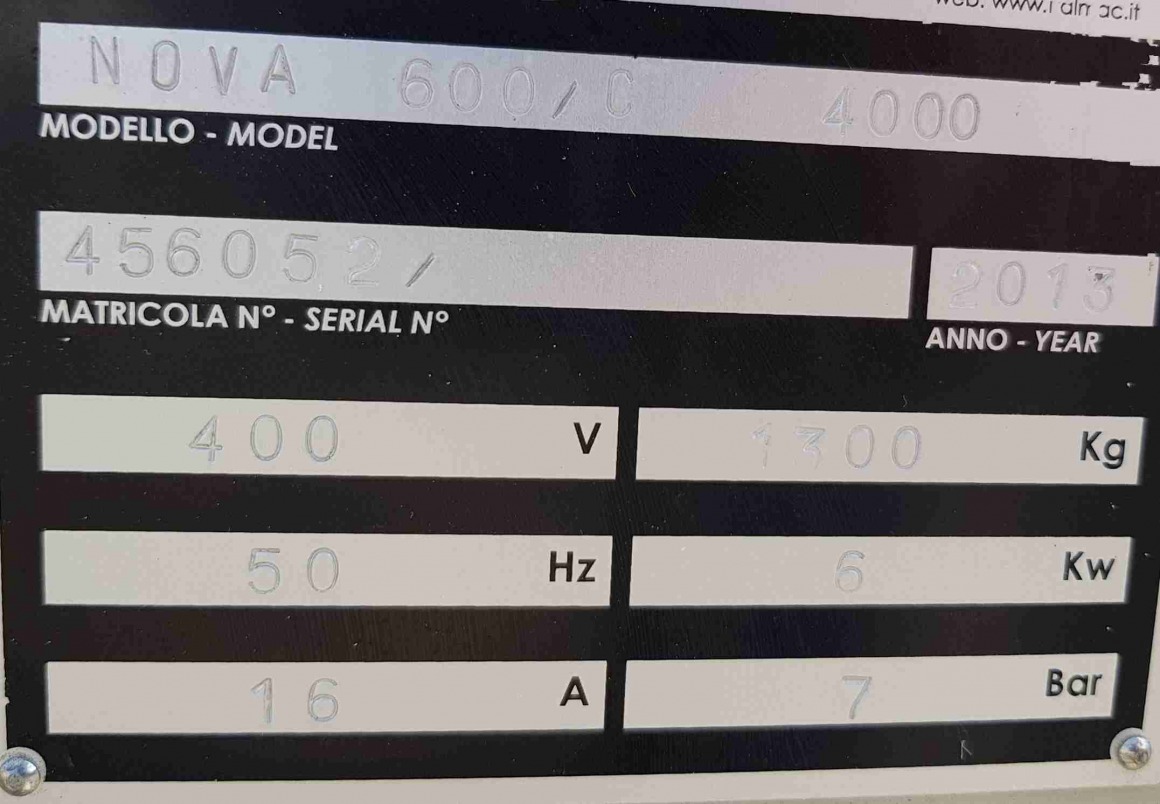 NOVA 600/C 4000
MODELLO - MODEL
456052/ 2013
MATRICOLA N° - SERIAL N° ANNO - YEAR
400 V 1300 Kg
50 Hz 6 Kw
16 A 7 Bar